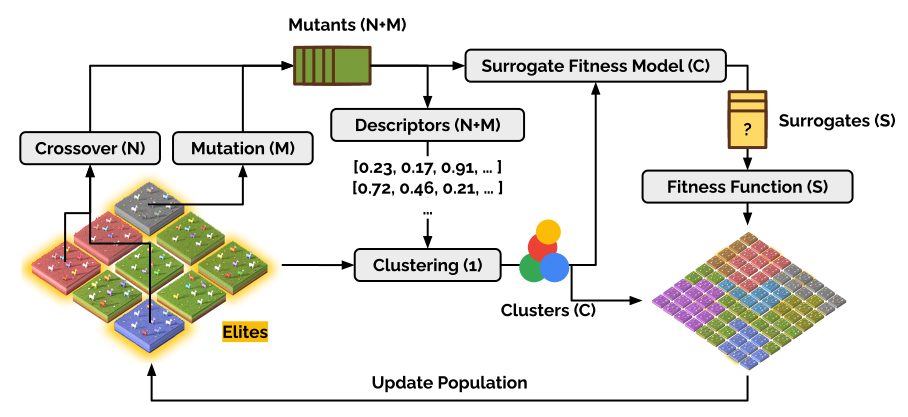 Mutants (N+M)
Surrogate Fitness Model (C)
Descriptors (N+M)
Surrogates (S)
?
Crossover (N)
Mutation (M)
[0.23, 0.17, 0.91, ... ]
[0.72, 0.46, 0.21, ... ]
...
Fitness Function (S)
Clustering (1)
Clusters (C)
Elites
Update Population